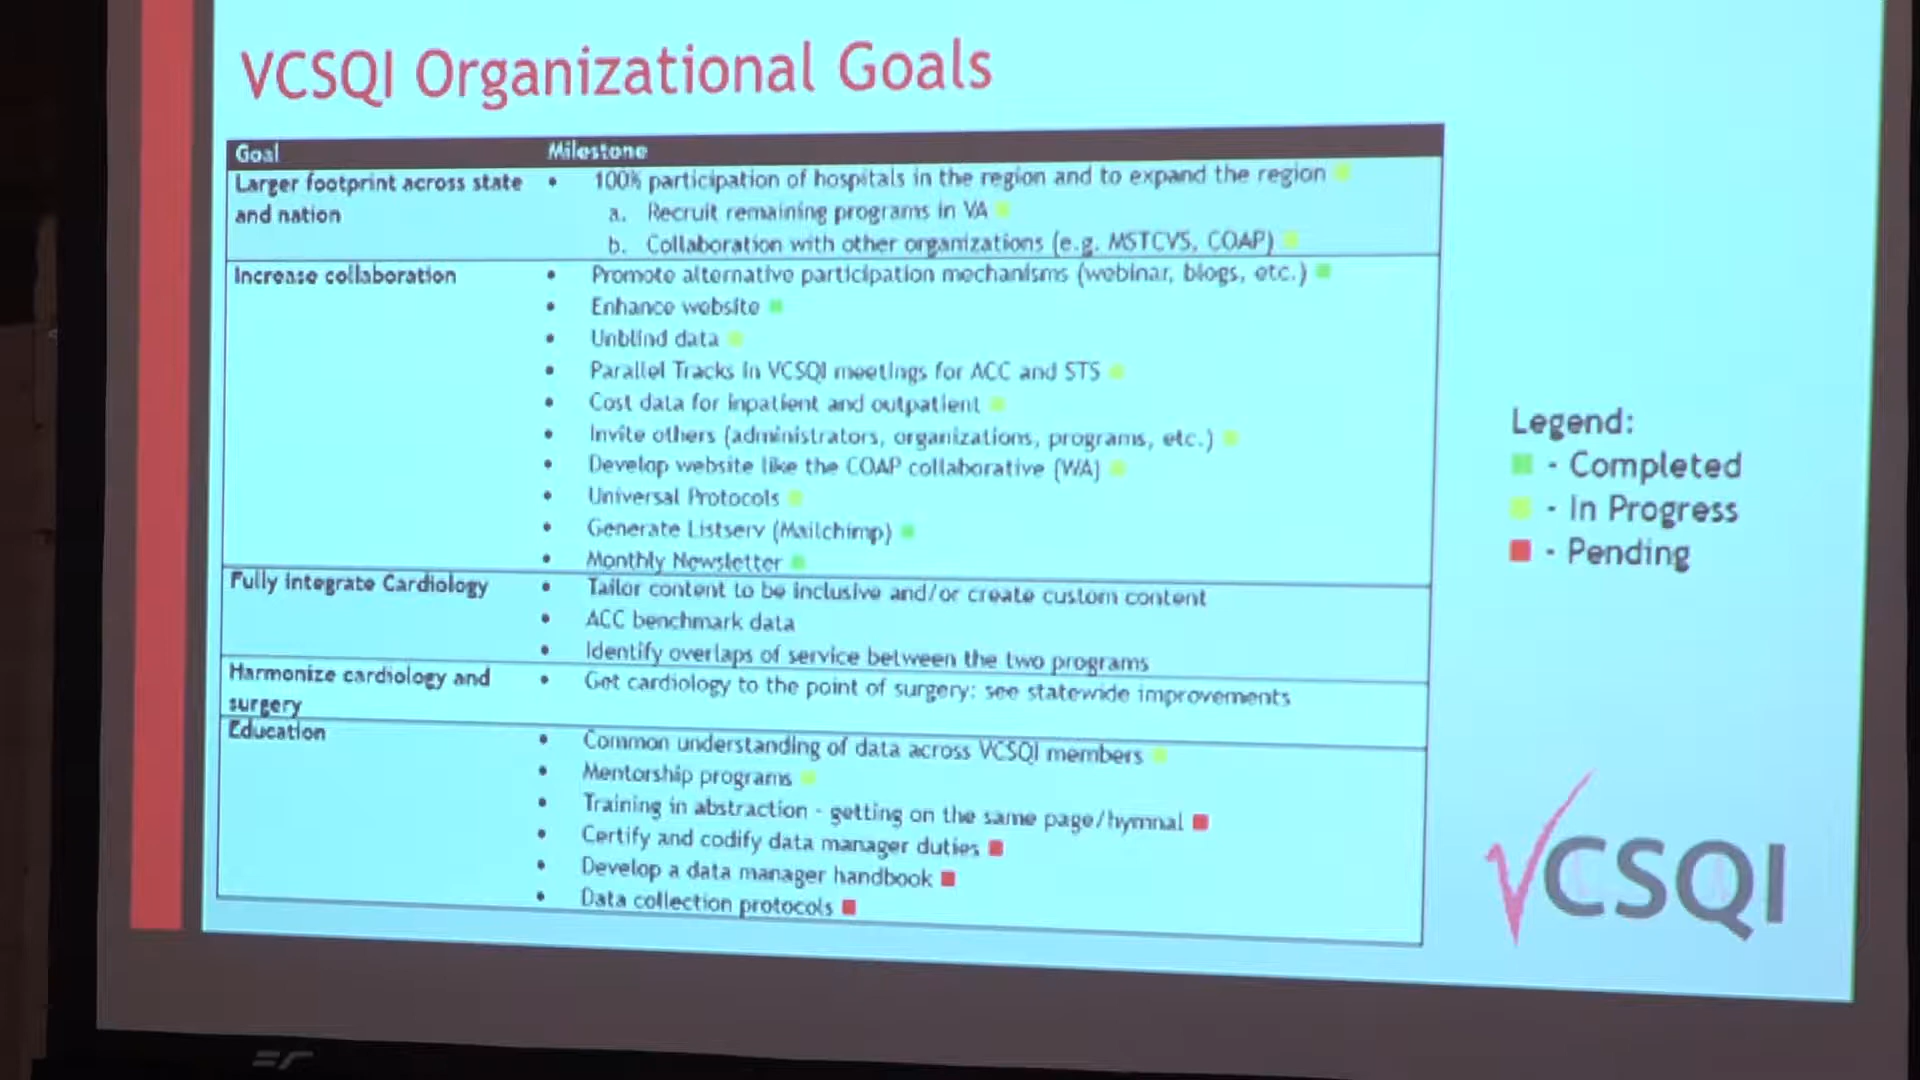 VCSQI Organizational Goals
Goal Milestone
Larger footprint across state and nation
• 100% participation of hospitals in the region and to expand the region
a. Recruit remaining programs in VA
b. Collaboration with other organizations (e.g. MSTCVS, COAP)
Increase collaboration
• Promote alternative participation mechanisms (webinar, blogs, etc.)
• Enhance website
• Unblind data
• Parallel Tracks in VCSQI meetings for ACC and STS
• Cost data for inpatient and outpatient
• Invite others (administrators, organizations, programs, etc.)
• Develop website like the COAP collaborative (WA)
• Universal Protocols
• Generate Listserv (Mailchimp)
• Monthly Newsletter
Fully Integrate Cardiology
• Tailor content to be inclusive and/or create custom content
• ACC benchmark data
• Identify overlaps of service between the two programs
Harmonize cardiology and surgery
• Get cardiology to the point of surgery: see statewide improvements
Education
• Common understanding of data across VCSQI members
• Mentorship programs
• Training in abstraction - getting on the same page/hymnal
• Certify and codify data manager duties
• Develop a data manager handbook
• Data collection protocols
Legend:
- Completed
- In Progress
- Pending
VCSQI